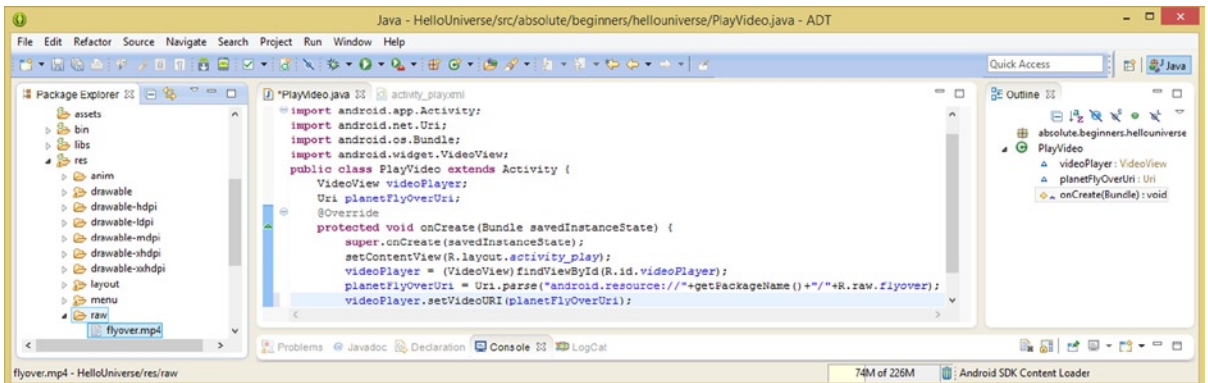 Java - HelloUniverse/src/absolute/beginners/hellouniverse/PlayVideo.java - ADT
File Edit Refactor Source Navigate Search Project Run Window Help
Quick Access
Java
Package Explorer
assets
bin
libs
res
anim
drawable
drawable-hdpi
drawable-ldpi
drawable-mdpi
drawable-xhdpi
drawable-xxhdpi
layout
menu
raw
flyover.mp4
*PlayVideo.java
activity_play.xml
import android.app.Activity;
import android.net.Uri;
import android.os.Bundle;
import android.widget.VideoView;
public class PlayVideo extends Activity {
VideoView videoPlayer;
Uri planetFlyOverUri;
@Override
protected void onCreate(Bundle savedInstanceState) {
super.onCreate(savedInstanceState);
setContentView(R.layout.activity_play);
videoPlayer = (VideoView)findViewById(R.id.videoPlayer);
planetFlyOverUri = Uri.parse("android.resource://"+getPackageName()+"/"+R.raw.flyover);
videoPlayer.setVideoURI(planetFlyOverUri);
Outline
absolute.beginners.hellouniverse
PlayVideo
videoPlayer : VideoView
planetFlyOverUri : Uri
onCreate(Bundle) : void
Problems @ Javadoc Declaration Console LogCat
flyover.mp4 - HelloUniverse/res/raw
74M of 226M
Android SDK Content Loader